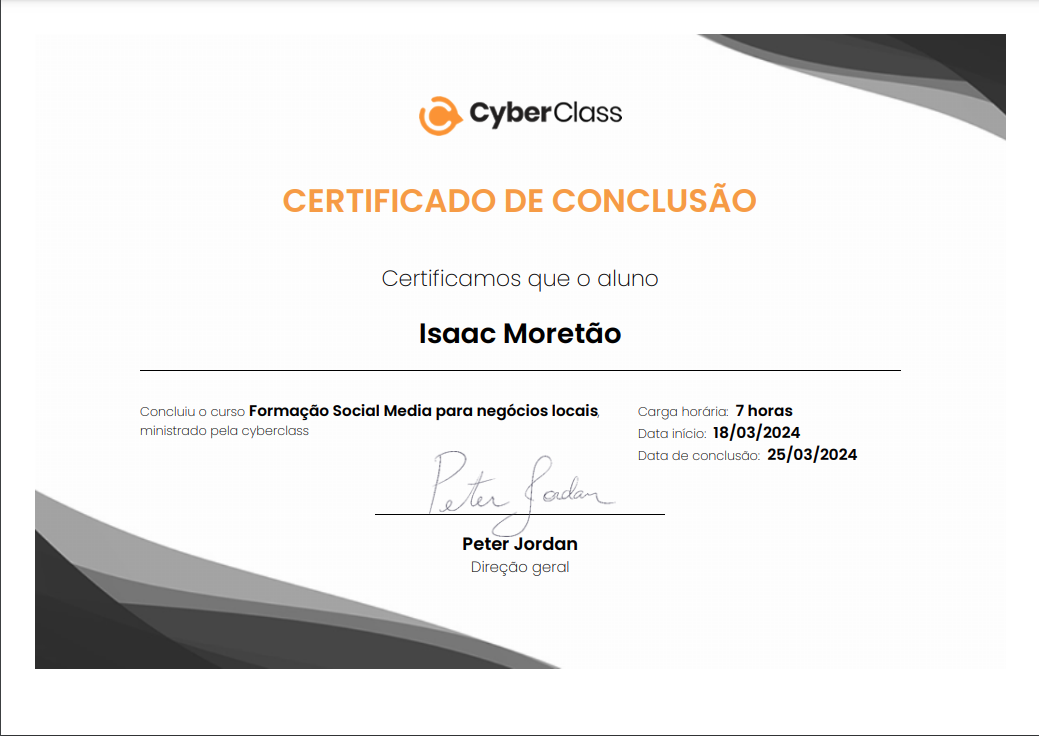 CyberClass
CERTIFICADO DE CONCLUSÃO
Certificamos que o aluno
Isaac Moretão
Concluiu o curso Formação Social Media para negócios locais,
ministrado pela cyberclass
Carga horária: 7 horas
Data início: 18/03/2024
Data de conclusão: 25/03/2024
Peter Jordan
Peter Jordan
Direção geral